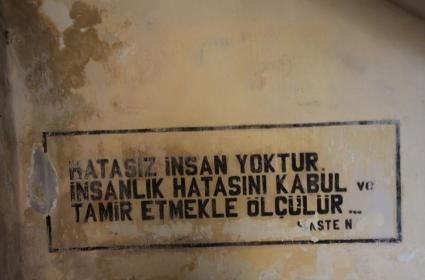 HATASIZ İNSAN YOKTUR.
İNSANLIK HATASINI KABUL ve
TAMİR ETMEKLE ÖLÇÜLÜR...